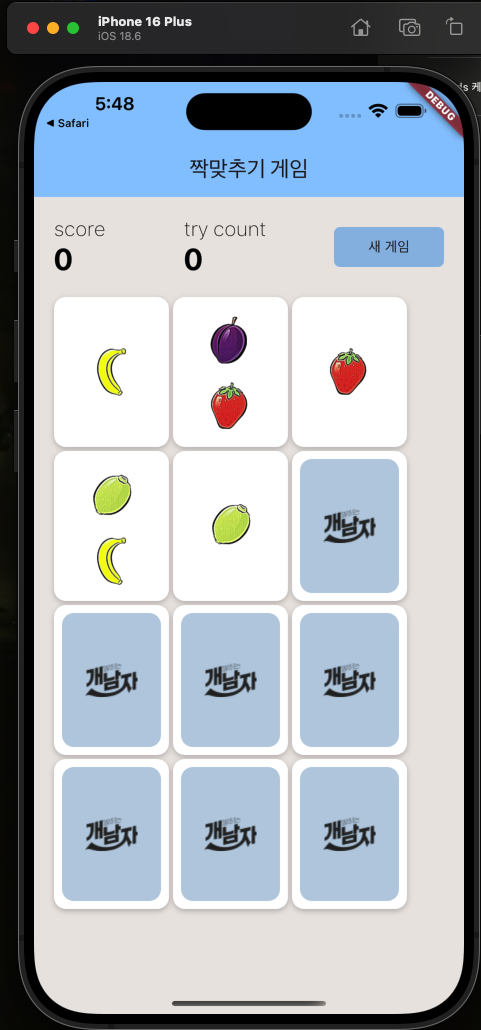 iPhone 16 Plus
iOS 18.6
5:48
◀ Safari
DEBUG
짝맞추기 게임
score
0
try count
0
새 게임
개남자
개남자
개남자
개남자
개남자
개남자
개남자